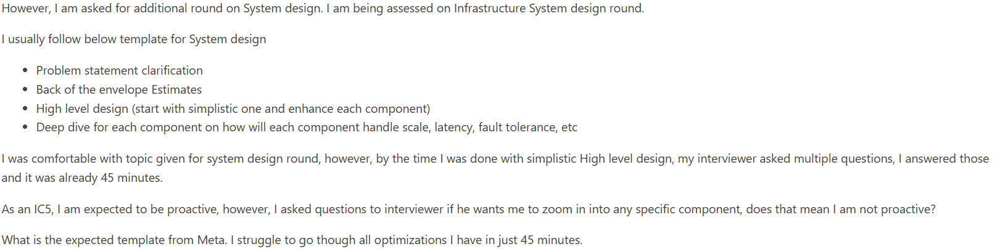 However, I am asked for additional round on System design. I am being assessed on Infrastructure System design round.
I usually follow below template for System design
• Problem statement clarification
• Back of the envelope Estimates
• High level design (start with simplistic one and enhance each component)
• Deep dive for each component on how will each component handle scale, latency, fault tolerance, etc
I was comfortable with topic given for system design round, however, by the time I was done with simplistic High level design, my interviewer asked multiple questions, I answered those
and it was already 45 minutes.
As an IC5, I am expected to be proactive, however, I asked questions to interviewer if he wants me to zoom in into any specific component, does that mean I am not proactive?
What is the expected template from Meta. I struggle to go though all optimizations I have in just 45 minutes.